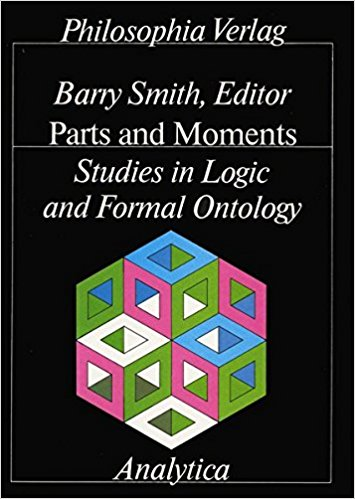 Philosophia Verlag
Barry Smith, Editor
Parts and Moments
Studies in Logic
and Formal Ontology
Analytica